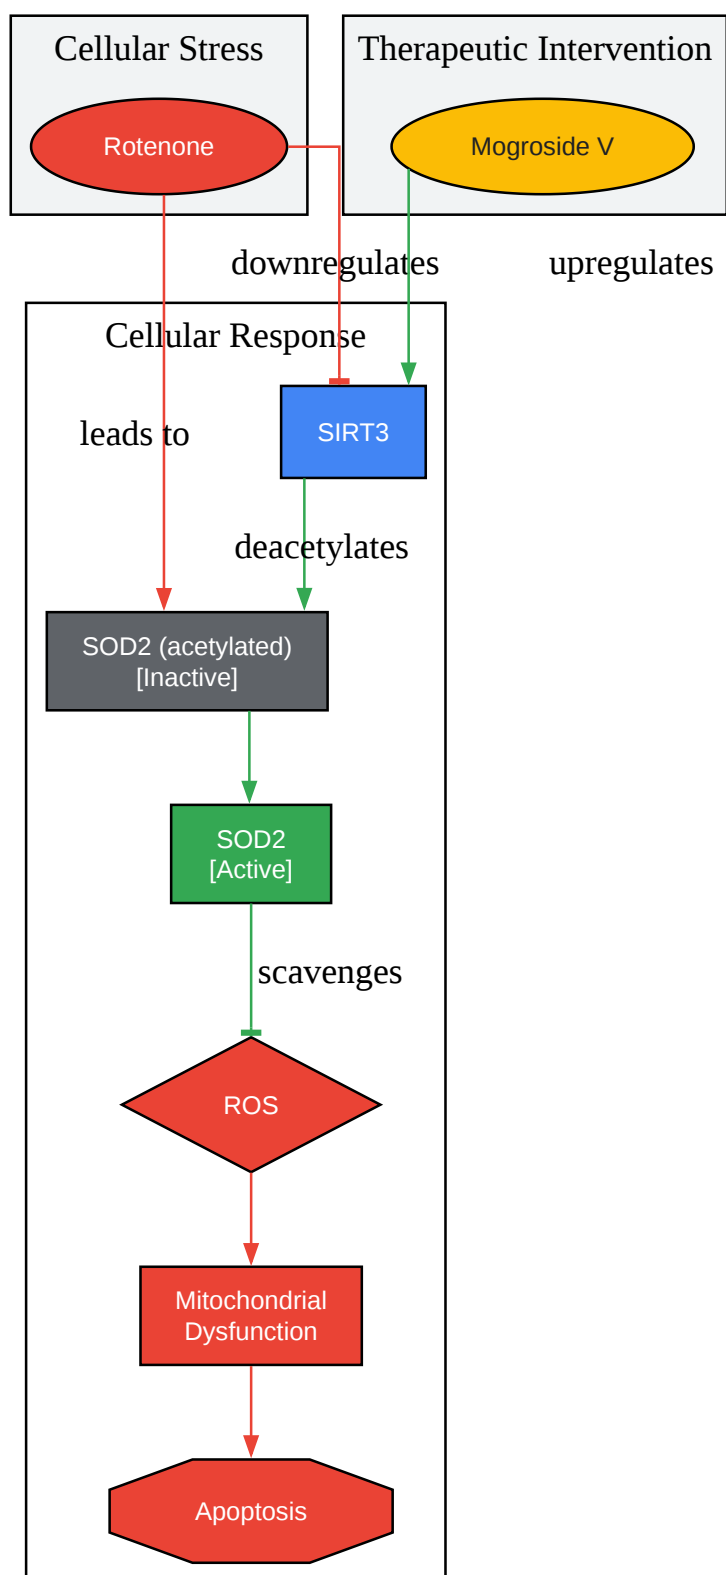 Cellular Stress
Therapeutic Intervention
Rotenone
Mogroside V
downregulates
upregulates
Cellular Response
SIRT3
leads to
deacetylates
SOD2 (acetylated)
[Inactive]
SOD2
[Active]
scavenges
ROS
Mitochondrial
Dysfunction
Apoptosis